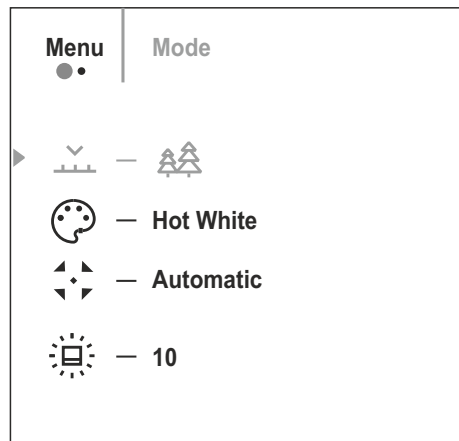 Menu Mode
— Hot White
— Automatic
— 10